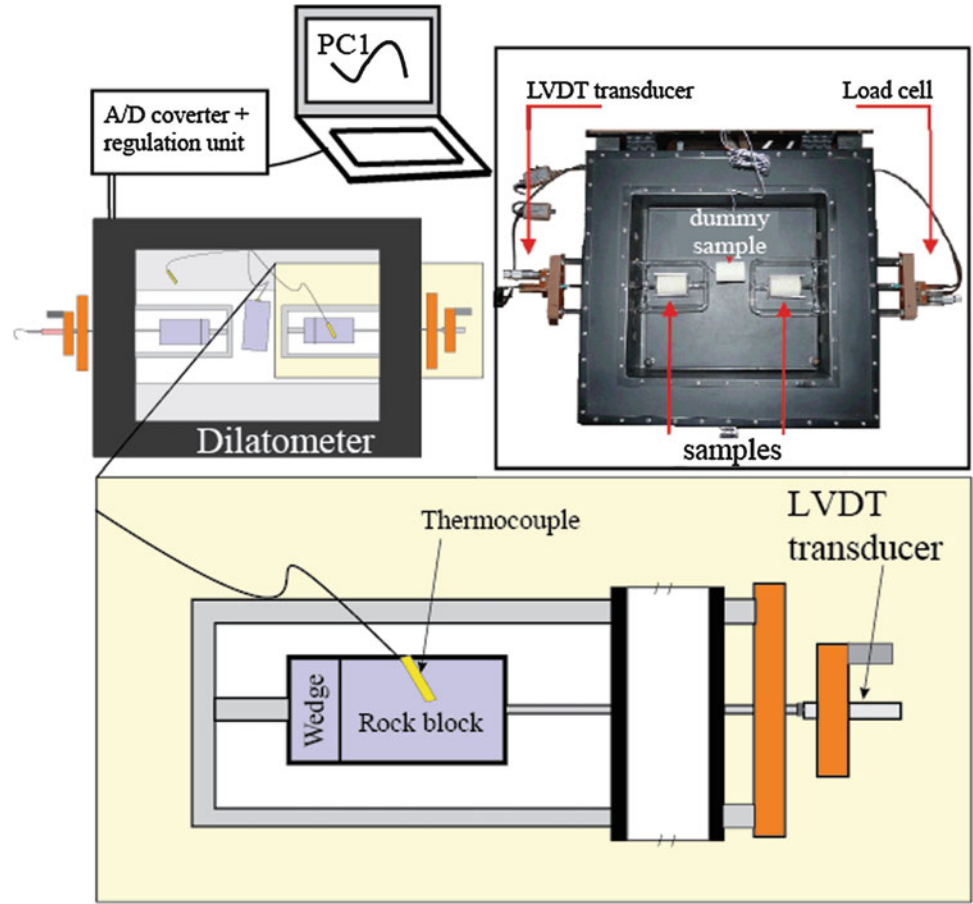 PC1
A/D coverter +
regulation unit
Dilatometer
LVDT transducer
Load cell
dummy
sample
samples
Thermocouple
LVDT
transducer
Wedge
Rock block